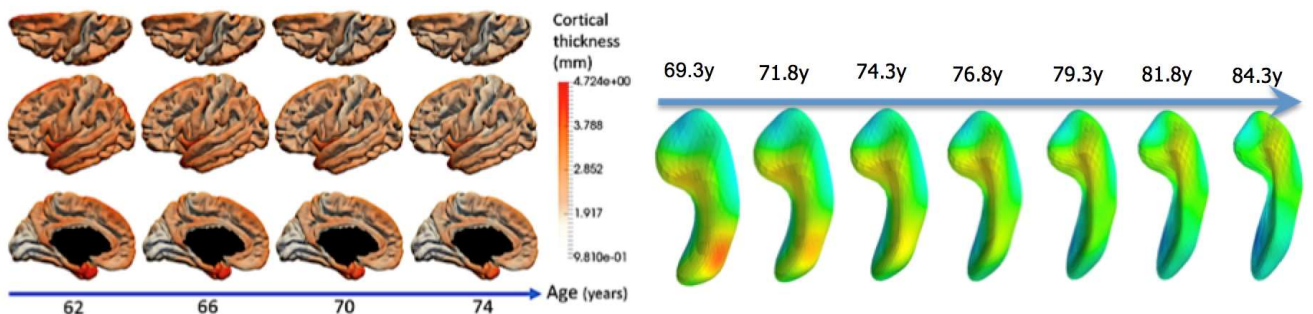 Cortical
thickness
(mm)
4.724e+00
3.788
2.852
1.917
9.810e-01
62 66 70 74 Age (years)
69.3y 71.8y 74.3y 76.8y 79.3y 81.8y 84.3y